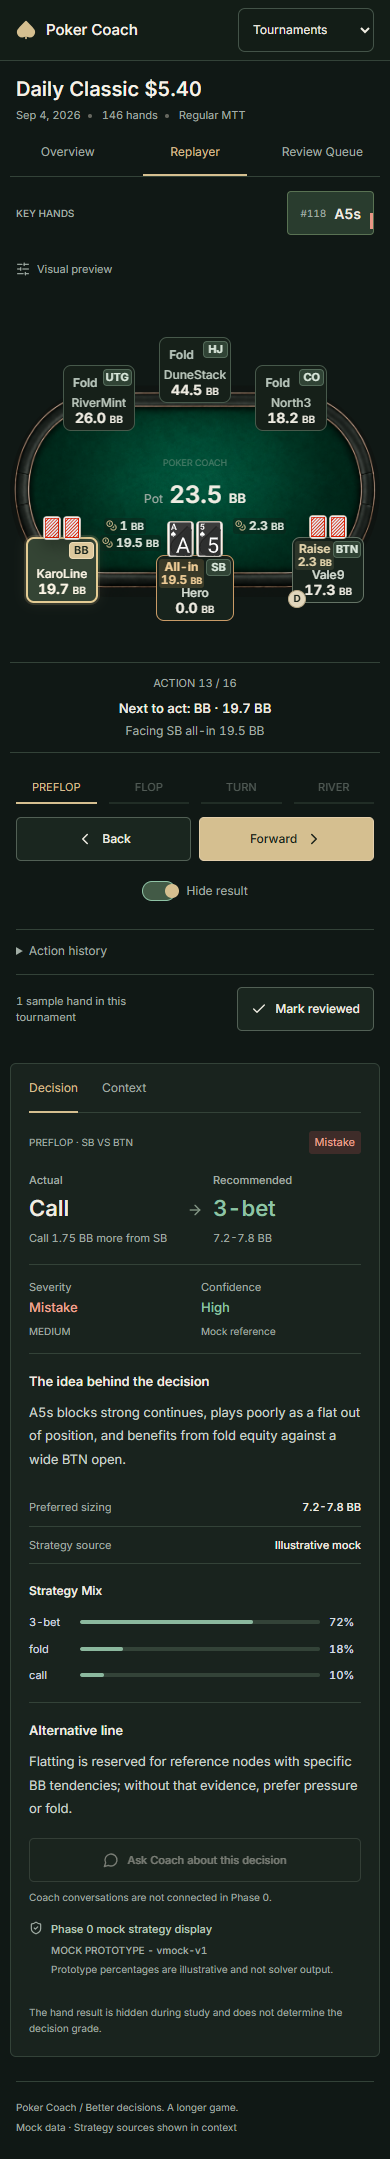 Poker Coach
Tournaments
Daily Classic $5.40
Sep 4, 2026 • 146 hands • Regular MTT
Overview
Replayer
Review Queue
KEY HANDS
#118 A5s
Visual preview
Fold HJ
DuneStack
44.5 BB
Fold UTG
RiverMint
26.0 BB
Fold CO
North3
18.2 BB
POKER COACH
Pot 23.5 BB
1 BB
19.5 BB
2.3 BB
A A
5 5
BB
KaroLine
19.7 BB
All-in SB
19.5 BB
Hero
0.0 BB
Raise BTN
2.3 BB
Vale9
17.3 BB
D
ACTION 13 / 16
Next to act: BB · 19.7 BB
Facing SB all-in 19.5 BB
PREFLOP
FLOP
TURN
RIVER
Back
Forward
Hide result
Action history
1 sample hand in this
tournament
Mark reviewed
Decision
Context
PREFLOP · SB VS BTN
Mistake
Actual
Recommended
Call → 3-bet
Call 1.75 BB more from SB
7.2-7.8 BB
Severity
Confidence
Mistake
High
MEDIUM
Mock reference
The idea behind the decision
A5s blocks strong continues, plays poorly as a flat out
of position, and benefits from fold equity against a
wide BTN open.
Preferred sizing
7.2-7.8 BB
Strategy source
Illustrative mock
Strategy Mix
3-bet 72%
fold 18%
call 10%
Alternative line
Flatting is reserved for reference nodes with specific
BB tendencies; without that evidence, prefer pressure
or fold.
Ask Coach about this decision
Coach conversations are not connected in Phase 0.
Phase 0 mock strategy display
MOCK PROTOTYPE - vmock-v1
Prototype percentages are illustrative and not solver output.
The hand result is hidden during study and does not determine the
decision grade.
Poker Coach / Better decisions. A longer game.
Mock data · Strategy sources shown in context